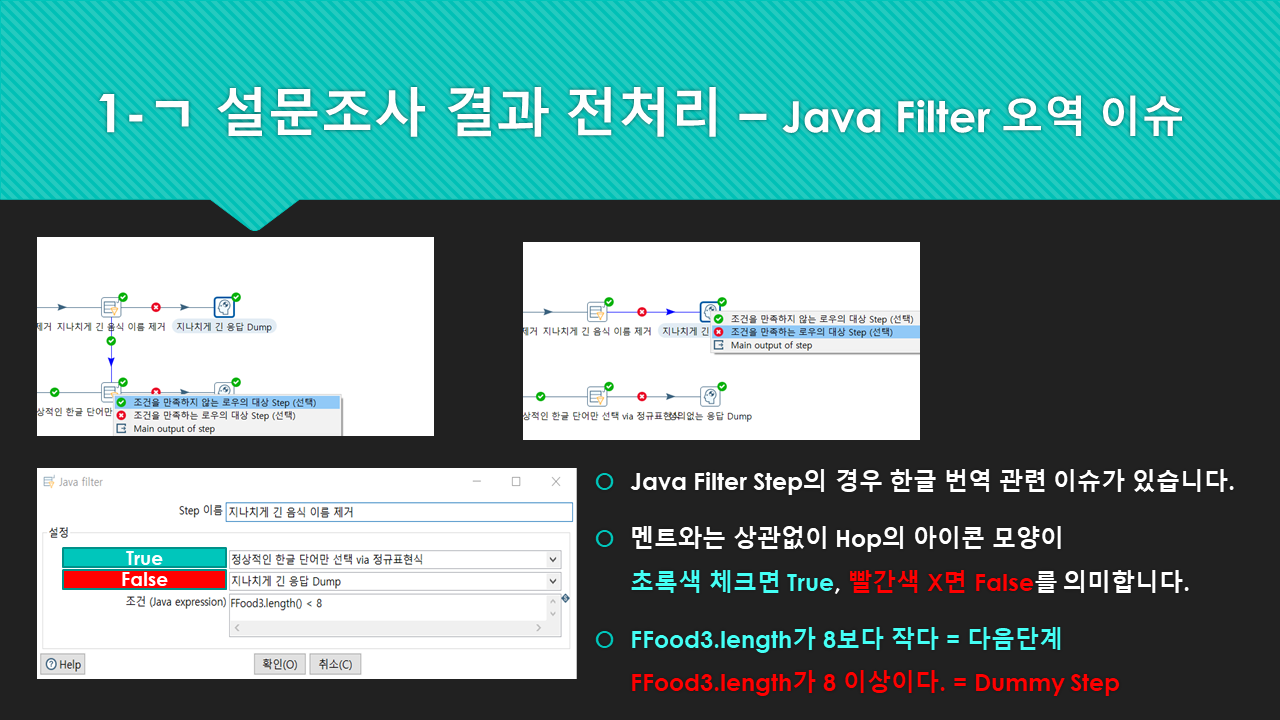 1-ㄱ 설문조사 결과 전처리 – Java Filter 오역 이슈
제거 지나치게 긴 음식 이름 제거 지나치게 긴 응답 Dump
상적인 한글 단어만
조건을 만족하지 않는 로우의 대상 Step (선택)
조건을 만족하는 로우의 대상 Step (선택)
Main output of step
제거 지나치게 긴 음식 이름 제거 지나치게 긴
조건을 만족하지 않는 로우의 대상 Step (선택)
조건을 만족하는 로우의 대상 Step (선택)
Main output of step
상적인 한글 단어만 선택 via 정규표현식 없는 응답 Dump
Java filter
Step 이름 지나치게 긴 음식 이름 제거
설정
True 정상적인 한글 단어만 선택 via 정규표현식
False 지나치게 긴 응답 Dump
조건 (Java expression) FFood3.length() < 8
Help 확인(O) 취소(C)
Java Filter Step의 경우 한글 번역 관련 이슈가 있습니다.
멘트와는 상관없이 Hop의 아이콘 모양이
초록색 체크면 True, 빨간색 X면 False를 의미합니다.
FFood3.length가 8보다 작다 = 다음단계
FFood3.length가 8 이상이다. = Dummy Step